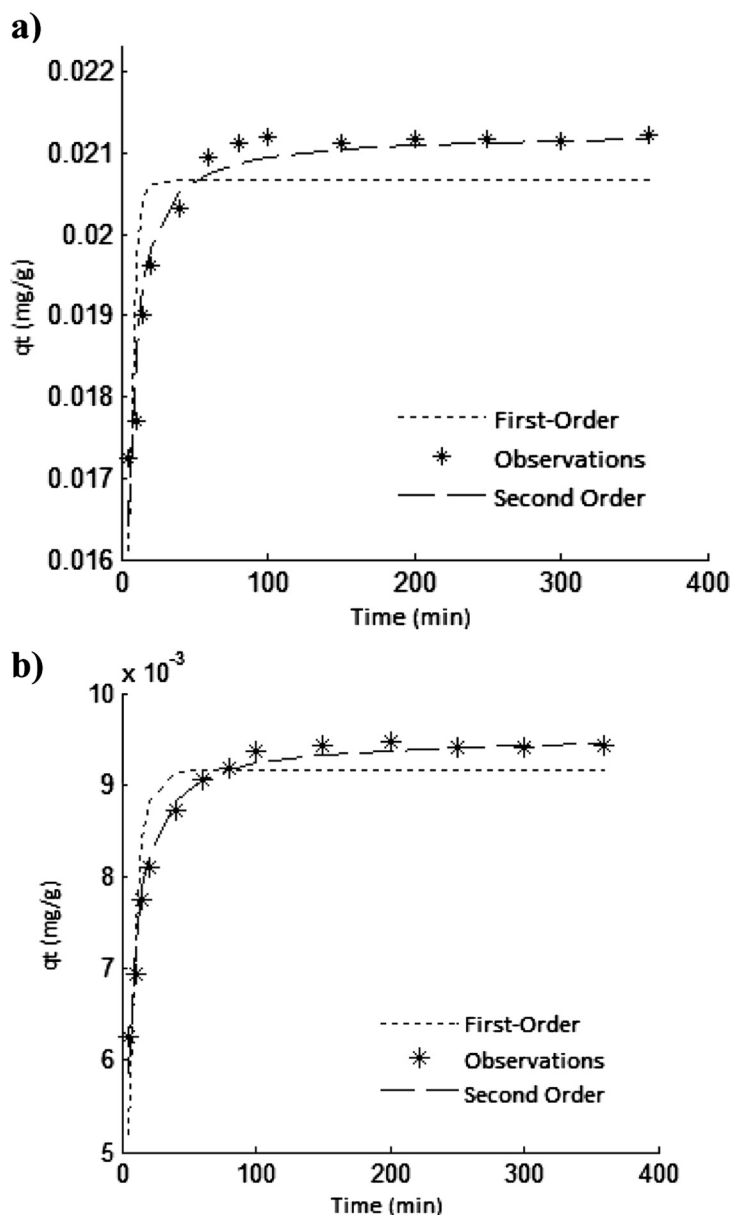 a)
0.022
0.021
0.02
0.019
0.018
0.017
0.016
qt (mg/g)
First-Order
Observations
Second Order
0 100 200 300 400
Time (min)
b)
x 10-3
10
9
8
7
6
5
qt (mg/g)
First-Order
Observations
Second Order
0 100 200 300 400
Time (min)